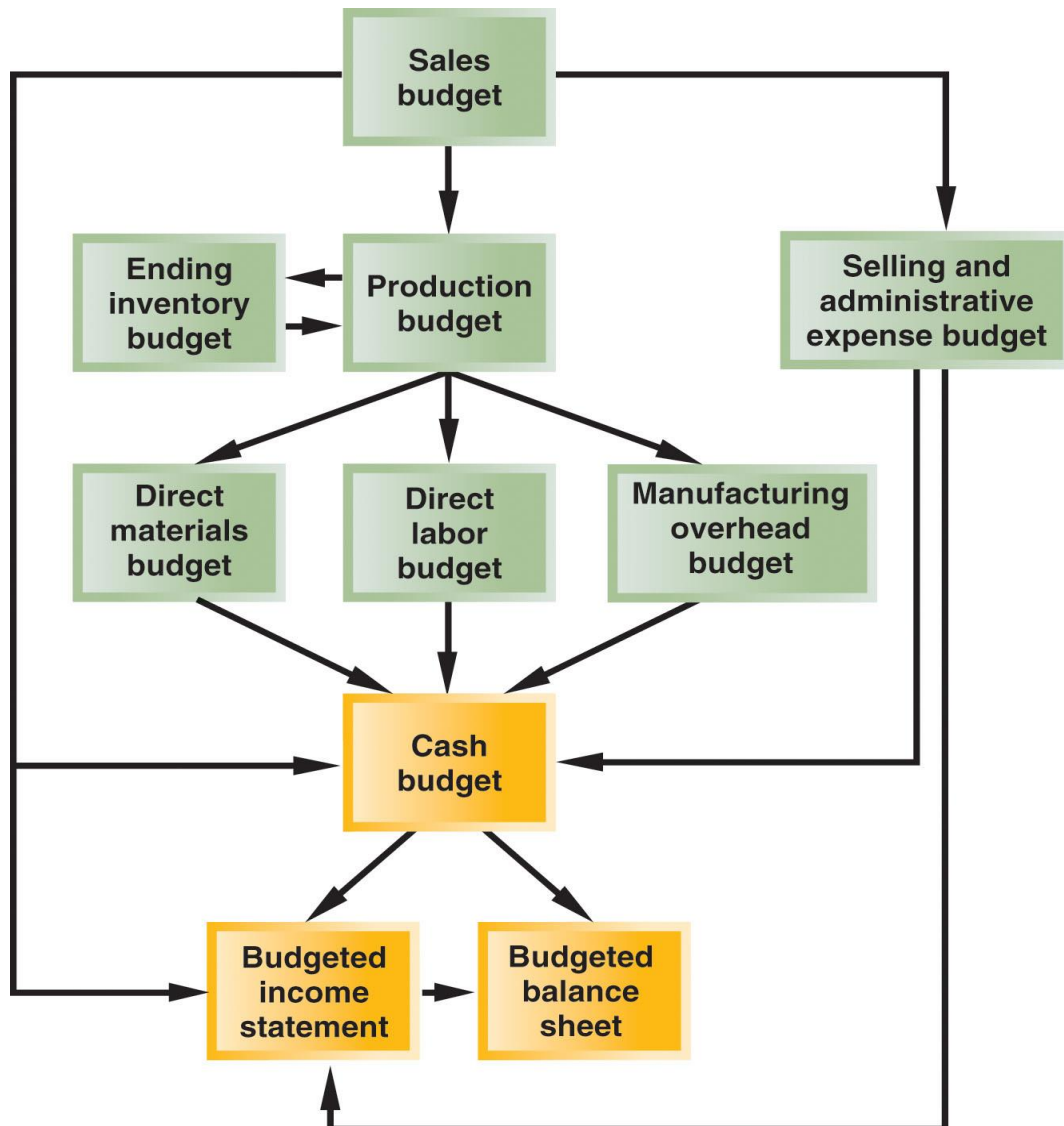 Sales
budget
Ending
inventory
budget
Production
budget
Selling and
administrative
expense budget
Direct
materials
budget
Direct
labor
budget
Manufacturing
overhead
budget
Cash
budget
Budgeted
income
statement
Budgeted
balance
sheet